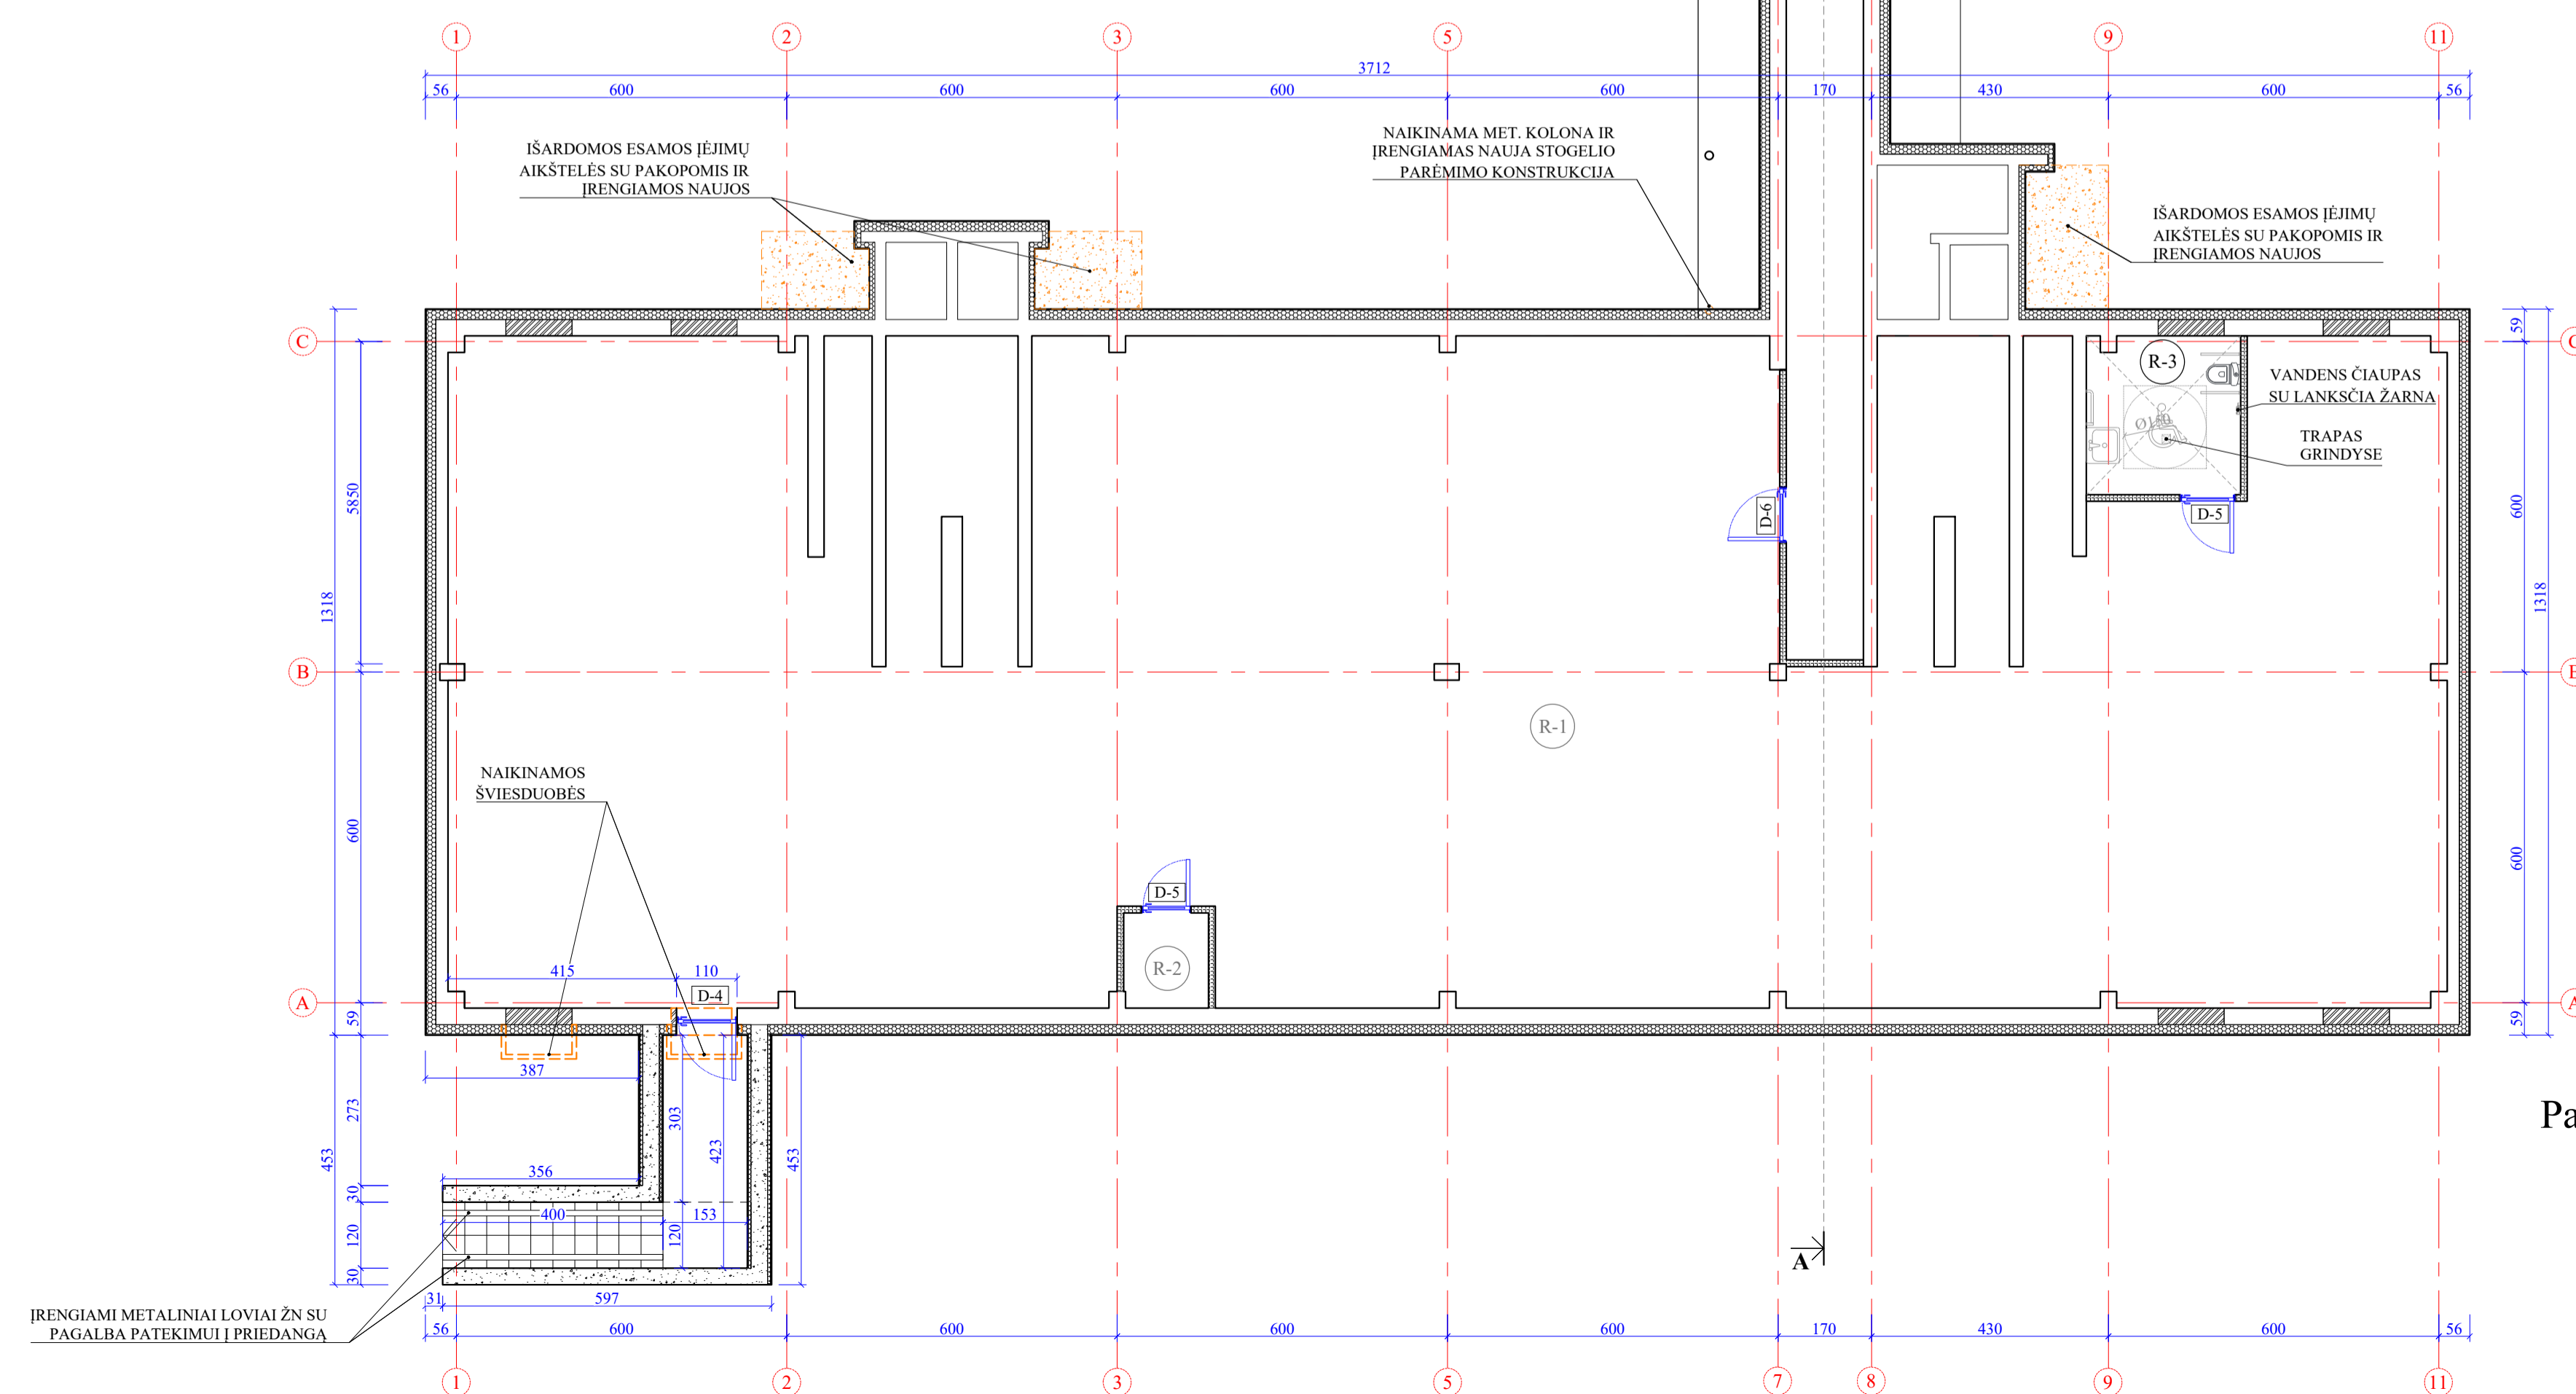 1
2
3
5
9
11
3712
56
600
600
600
600
170
430
600
56
IŠARDOMOS ESAMOS ĮĖJIMŲ
AIKŠTELĖS SU PAKOPOMIS IR
ĮRENGIAMOS NAUJOS
NAIKINAMA MET. KOLONA IR
ĮRENGIAMAS NAUJA STOGELIO
PARĖMIMO KONSTRUKCIJA
IŠARDOMOS ESAMOS ĮĖJIMŲ
AIKŠTELĖS SU PAKOPOMIS IR
ĮRENGIAMOS NAUJOS
C
59
R-3
VANDENS ČIAUPAS
SU LANKSČIA ŽARNA
Ø150
TRAPAS
GRINDYSE
5850
D-6
D-5
600
1318
1318
B
R-1
NAIKINAMOS
ŠVIESDUOBĖS
600
600
D-5
R-2
415
110
D-4
A
59
59
387
273
303
423
453
453
356
30
400
153
120
120
30
A
31
597
ĮRENGIAMI METALINIAI LOVIAI ŽN SU
PAGALBA PATEKIMUI Į PRIEDANGĄ
56
600
600
600
600
170
430
600
56
1
2
3
5
7
8
9
11